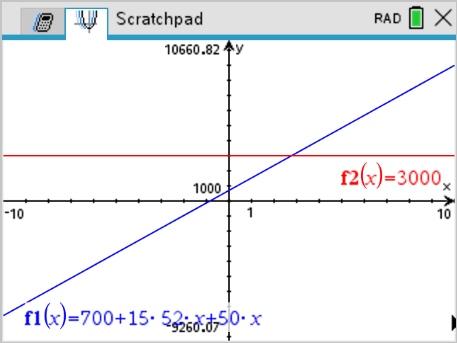 Scratchpad
RAD
10660.82 y
f2(x)=3000
x
1000
-10
1
10
f1(x)=700+15· 52· x+50· x
-9260.07